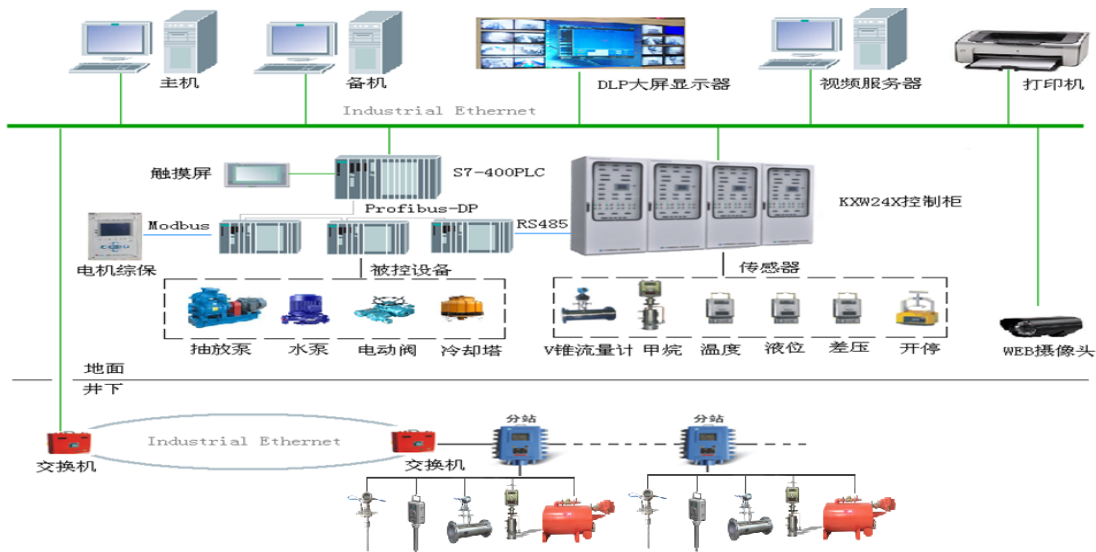 主机
备机
DLP大屏显示器
视频服务器
打印机
Industrial Ethernet
触摸屏
S7-400PLC
KXW24X控制柜
Profibus-DP
Modbus
RS485
电机综保
被控设备
传感器
抽放泵
水泵
电动阀
冷却塔
V锥流量计
甲烷
温度
液位
差压
开停
WEB摄像头
地面
井下
分站
分站
Industrial Ethernet
交换机
交换机